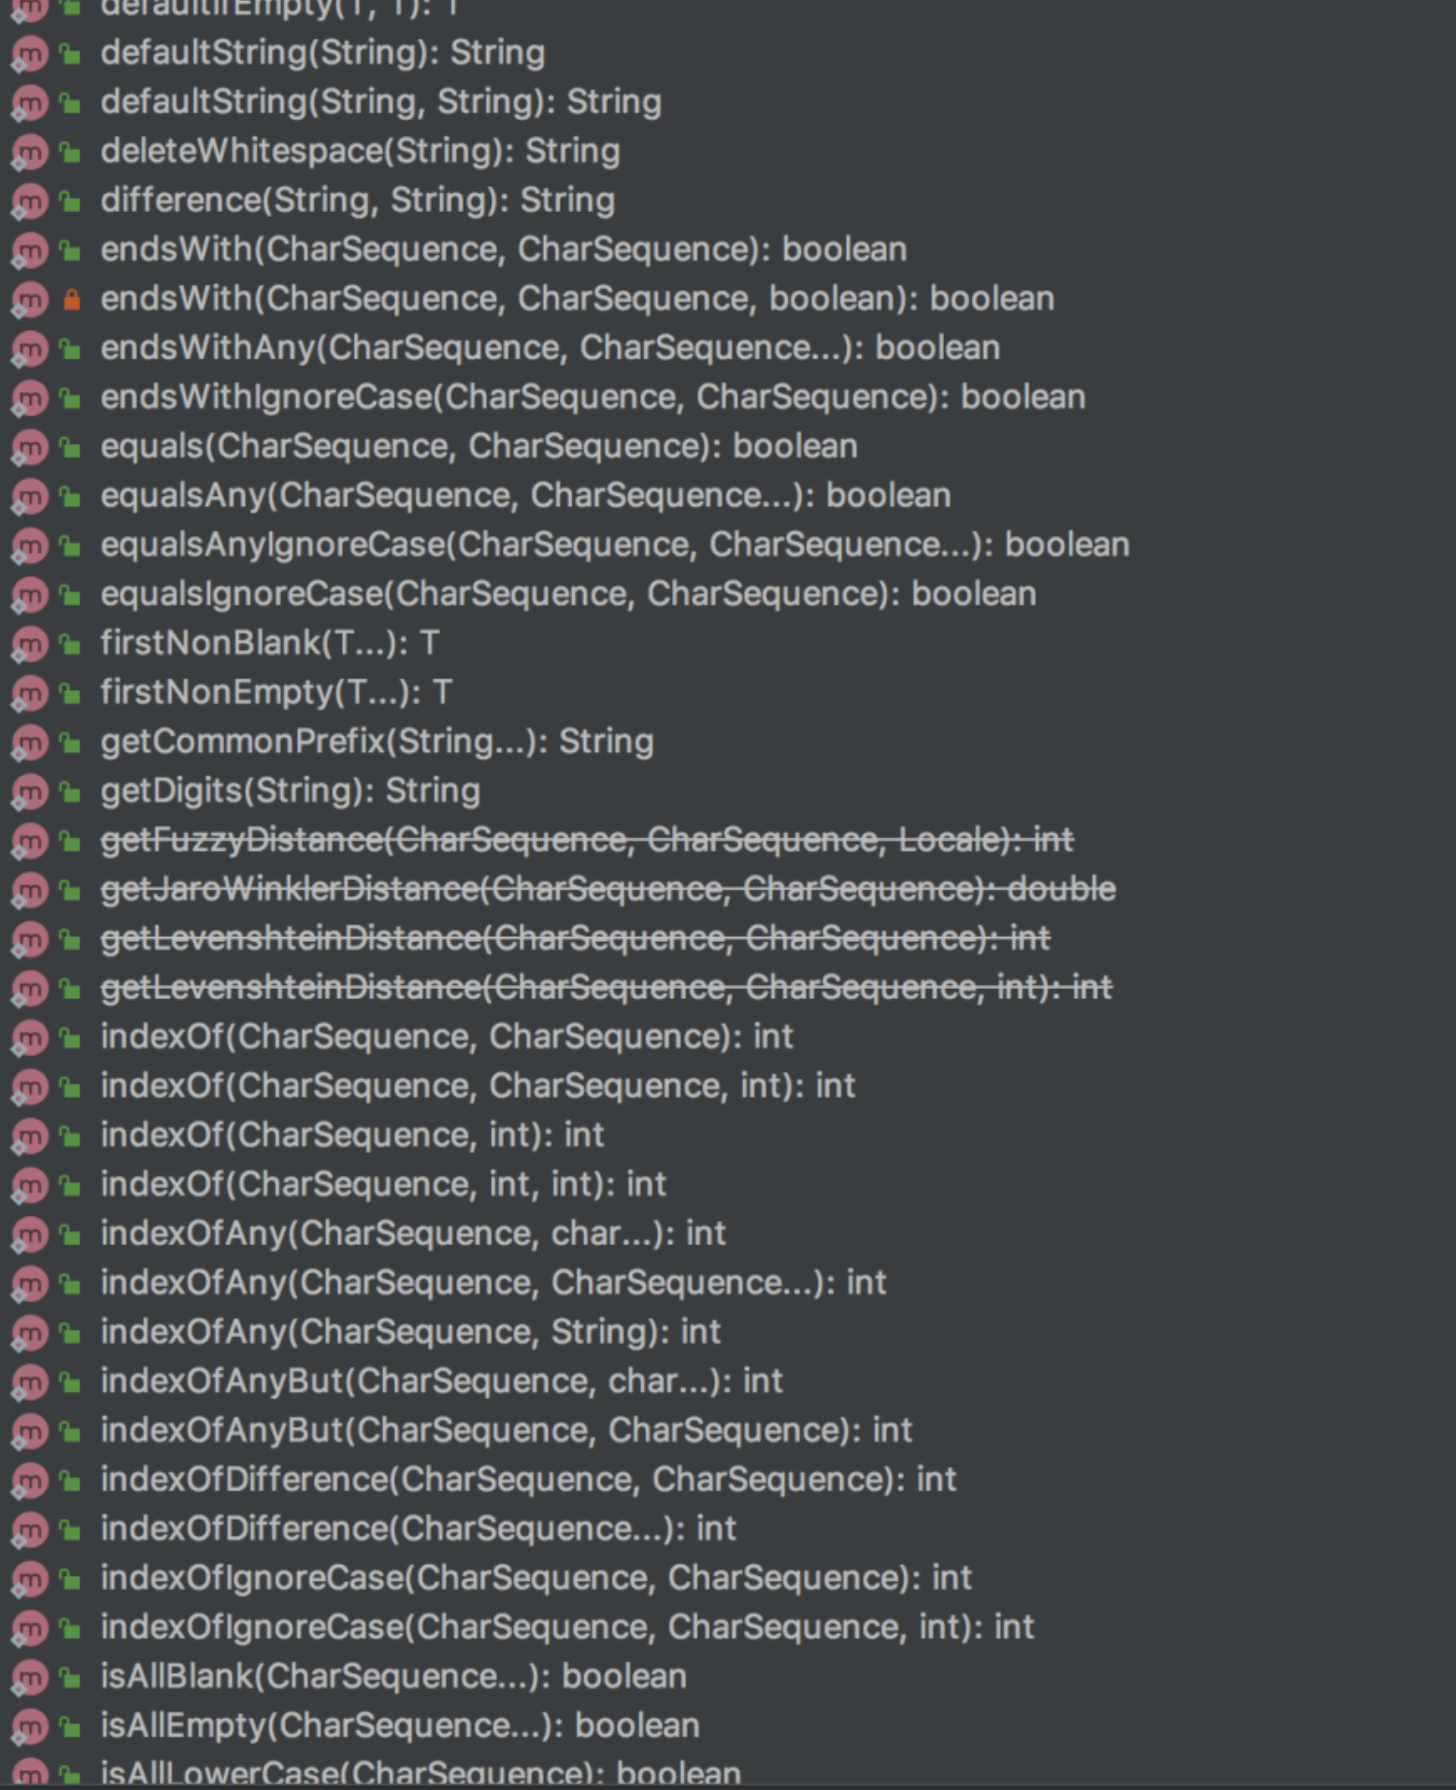 defaultIfEmpty(T, T): T
defaultString(String): String
defaultString(String, String): String
deleteWhitespace(String): String
difference(String, String): String
endsWith(CharSequence, CharSequence): boolean
endsWith(CharSequence, CharSequence, boolean): boolean
endsWithAny(CharSequence, CharSequence...): boolean
endsWithIgnoreCase(CharSequence, CharSequence): boolean
equals(CharSequence, CharSequence): boolean
equalsAny(CharSequence, CharSequence...): boolean
equalsAnyIgnoreCase(CharSequence, CharSequence...): boolean
equalsIgnoreCase(CharSequence, CharSequence): boolean
firstNonBlank(T...): T
firstNonEmpty(T...): T
getCommonPrefix(String...): String
getDigits(String): String
getFuzzyDistance(CharSequence, CharSequence, Locale): int
getJaroWinklerDistance(CharSequence, CharSequence): double
getLevenshteinDistance(CharSequence, CharSequence): int
getLevenshteinDistance(CharSequence, CharSequence, int): int
indexOf(CharSequence, CharSequence): int
indexOf(CharSequence, CharSequence, int): int
indexOf(CharSequence, int): int
indexOf(CharSequence, int, int): int
indexOfAny(CharSequence, char...): int
indexOfAny(CharSequence, CharSequence...): int
indexOfAny(CharSequence, String): int
indexOfAnyBut(CharSequence, char...): int
indexOfAnyBut(CharSequence, CharSequence): int
indexOfDifference(CharSequence, CharSequence): int
indexOfDifference(CharSequence...): int
indexOfIgnoreCase(CharSequence, CharSequence): int
indexOfIgnoreCase(CharSequence, CharSequence, int): int
isAllBlank(CharSequence...): boolean
isAllEmpty(CharSequence...): boolean
isAllLowerCase(CharSequence): boolean